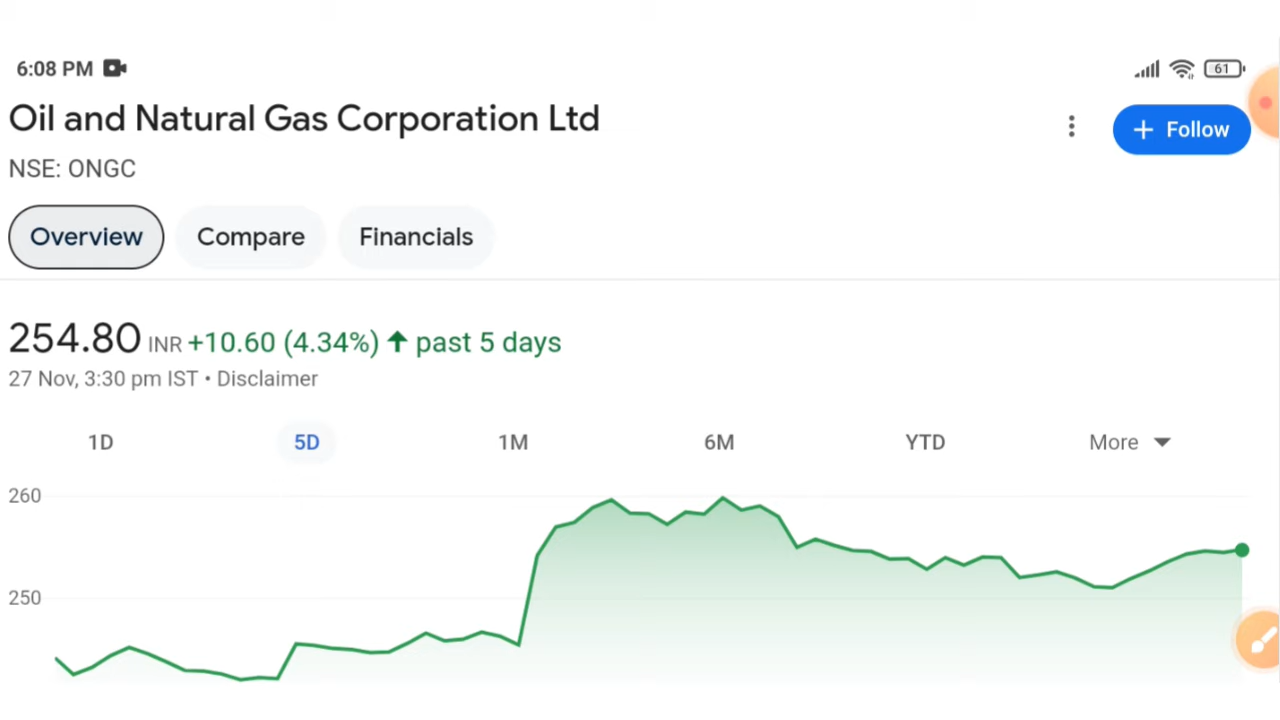 6:08 PM 61
Oil and Natural Gas Corporation Ltd
+ Follow
NSE: ONGC
Overview Compare Financials
254.80 INR +10.60 (4.34%) ↑ past 5 days
27 Nov, 3:30 pm IST • Disclaimer
1D 5D 1M 6M YTD More
260
250